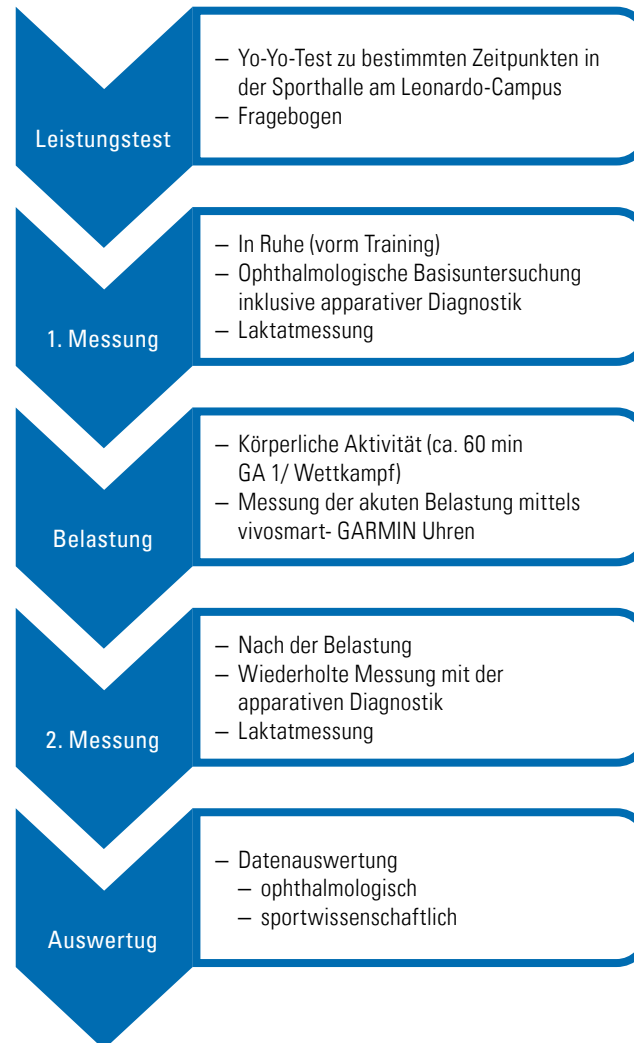 Leistungstest
– Yo-Yo-Test zu bestimmten Zeitpunkten in
der Sporthalle am Leonardo-Campus
– Fragebogen
1. Messung
– In Ruhe (vorm Training)
– Ophthalmologische Basisuntersuchung
inklusive apparativer Diagnostik
– Laktatmessung
Belastung
– Körperliche Aktivität (ca. 60 min
GA 1/ Wettkampf)
– Messung der akuten Belastung mittels
vivosmart- GARMIN Uhren
2. Messung
– Nach der Belastung
– Wiederholte Messung mit der
apparativen Diagnostik
– Laktatmessung
Auswertug
– Datenauswertung
– ophthalmologisch
– sportwissenschaftlich